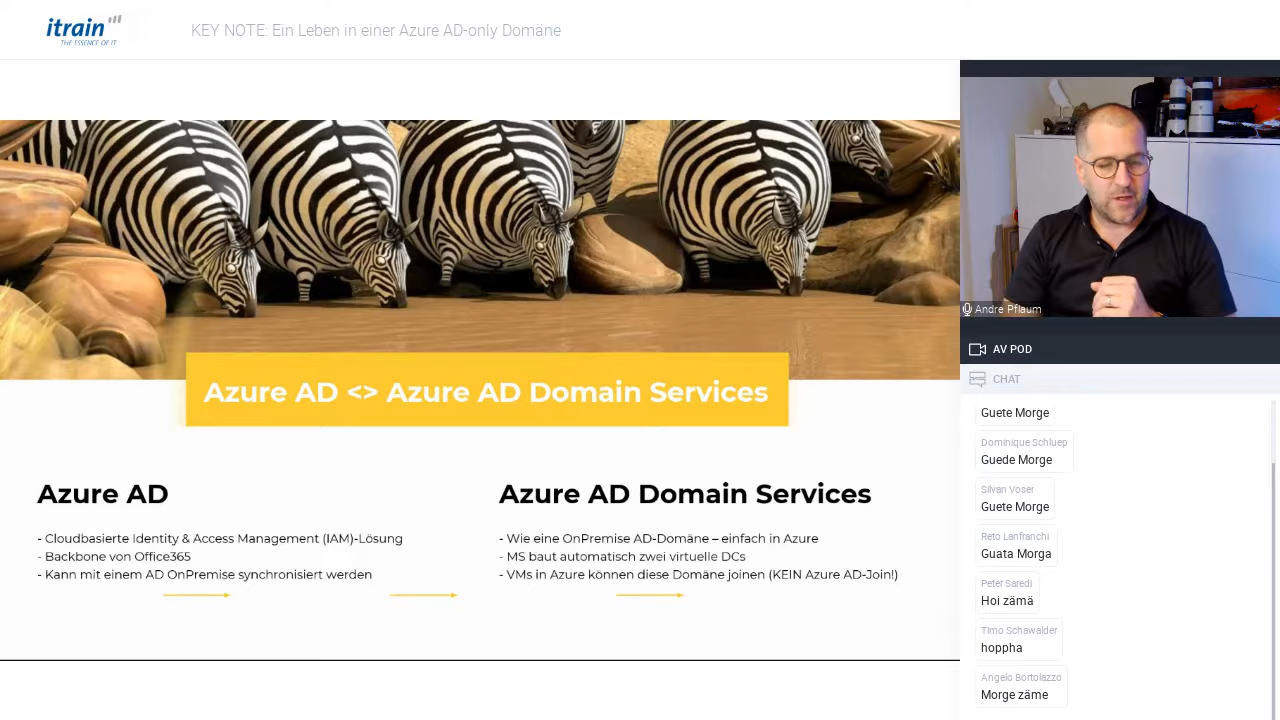 itrain
THE ESSENCE OF IT
KEY NOTE: Ein Leben in einer Azure AD-only Domäne
Azure AD <> Azure AD Domain Services
Azure AD
- Cloudbasierte Identity & Access Management (IAM)-Lösung
- Backbone von Office365
- Kann mit einem AD OnPremise synchronisiert werden
Azure AD Domain Services
- Wie eine OnPremise AD-Domäne – einfach in Azure
- MS baut automatisch zwei virtuelle DCs
- VMs in Azure können diese Domäne joinen (KEIN Azure AD-Join!)
Andre Pflaum
AV POD
CHAT
Guete Morge
Dominique Schluep
Guede Morge
Silvan Voser
Guete Morge
Reto Lanfranchi
Guata Morga
Peter Saredi
Hoi zämä
Timo Schawalder
hoppha
Angelo Bortolazzo
Morge zäme